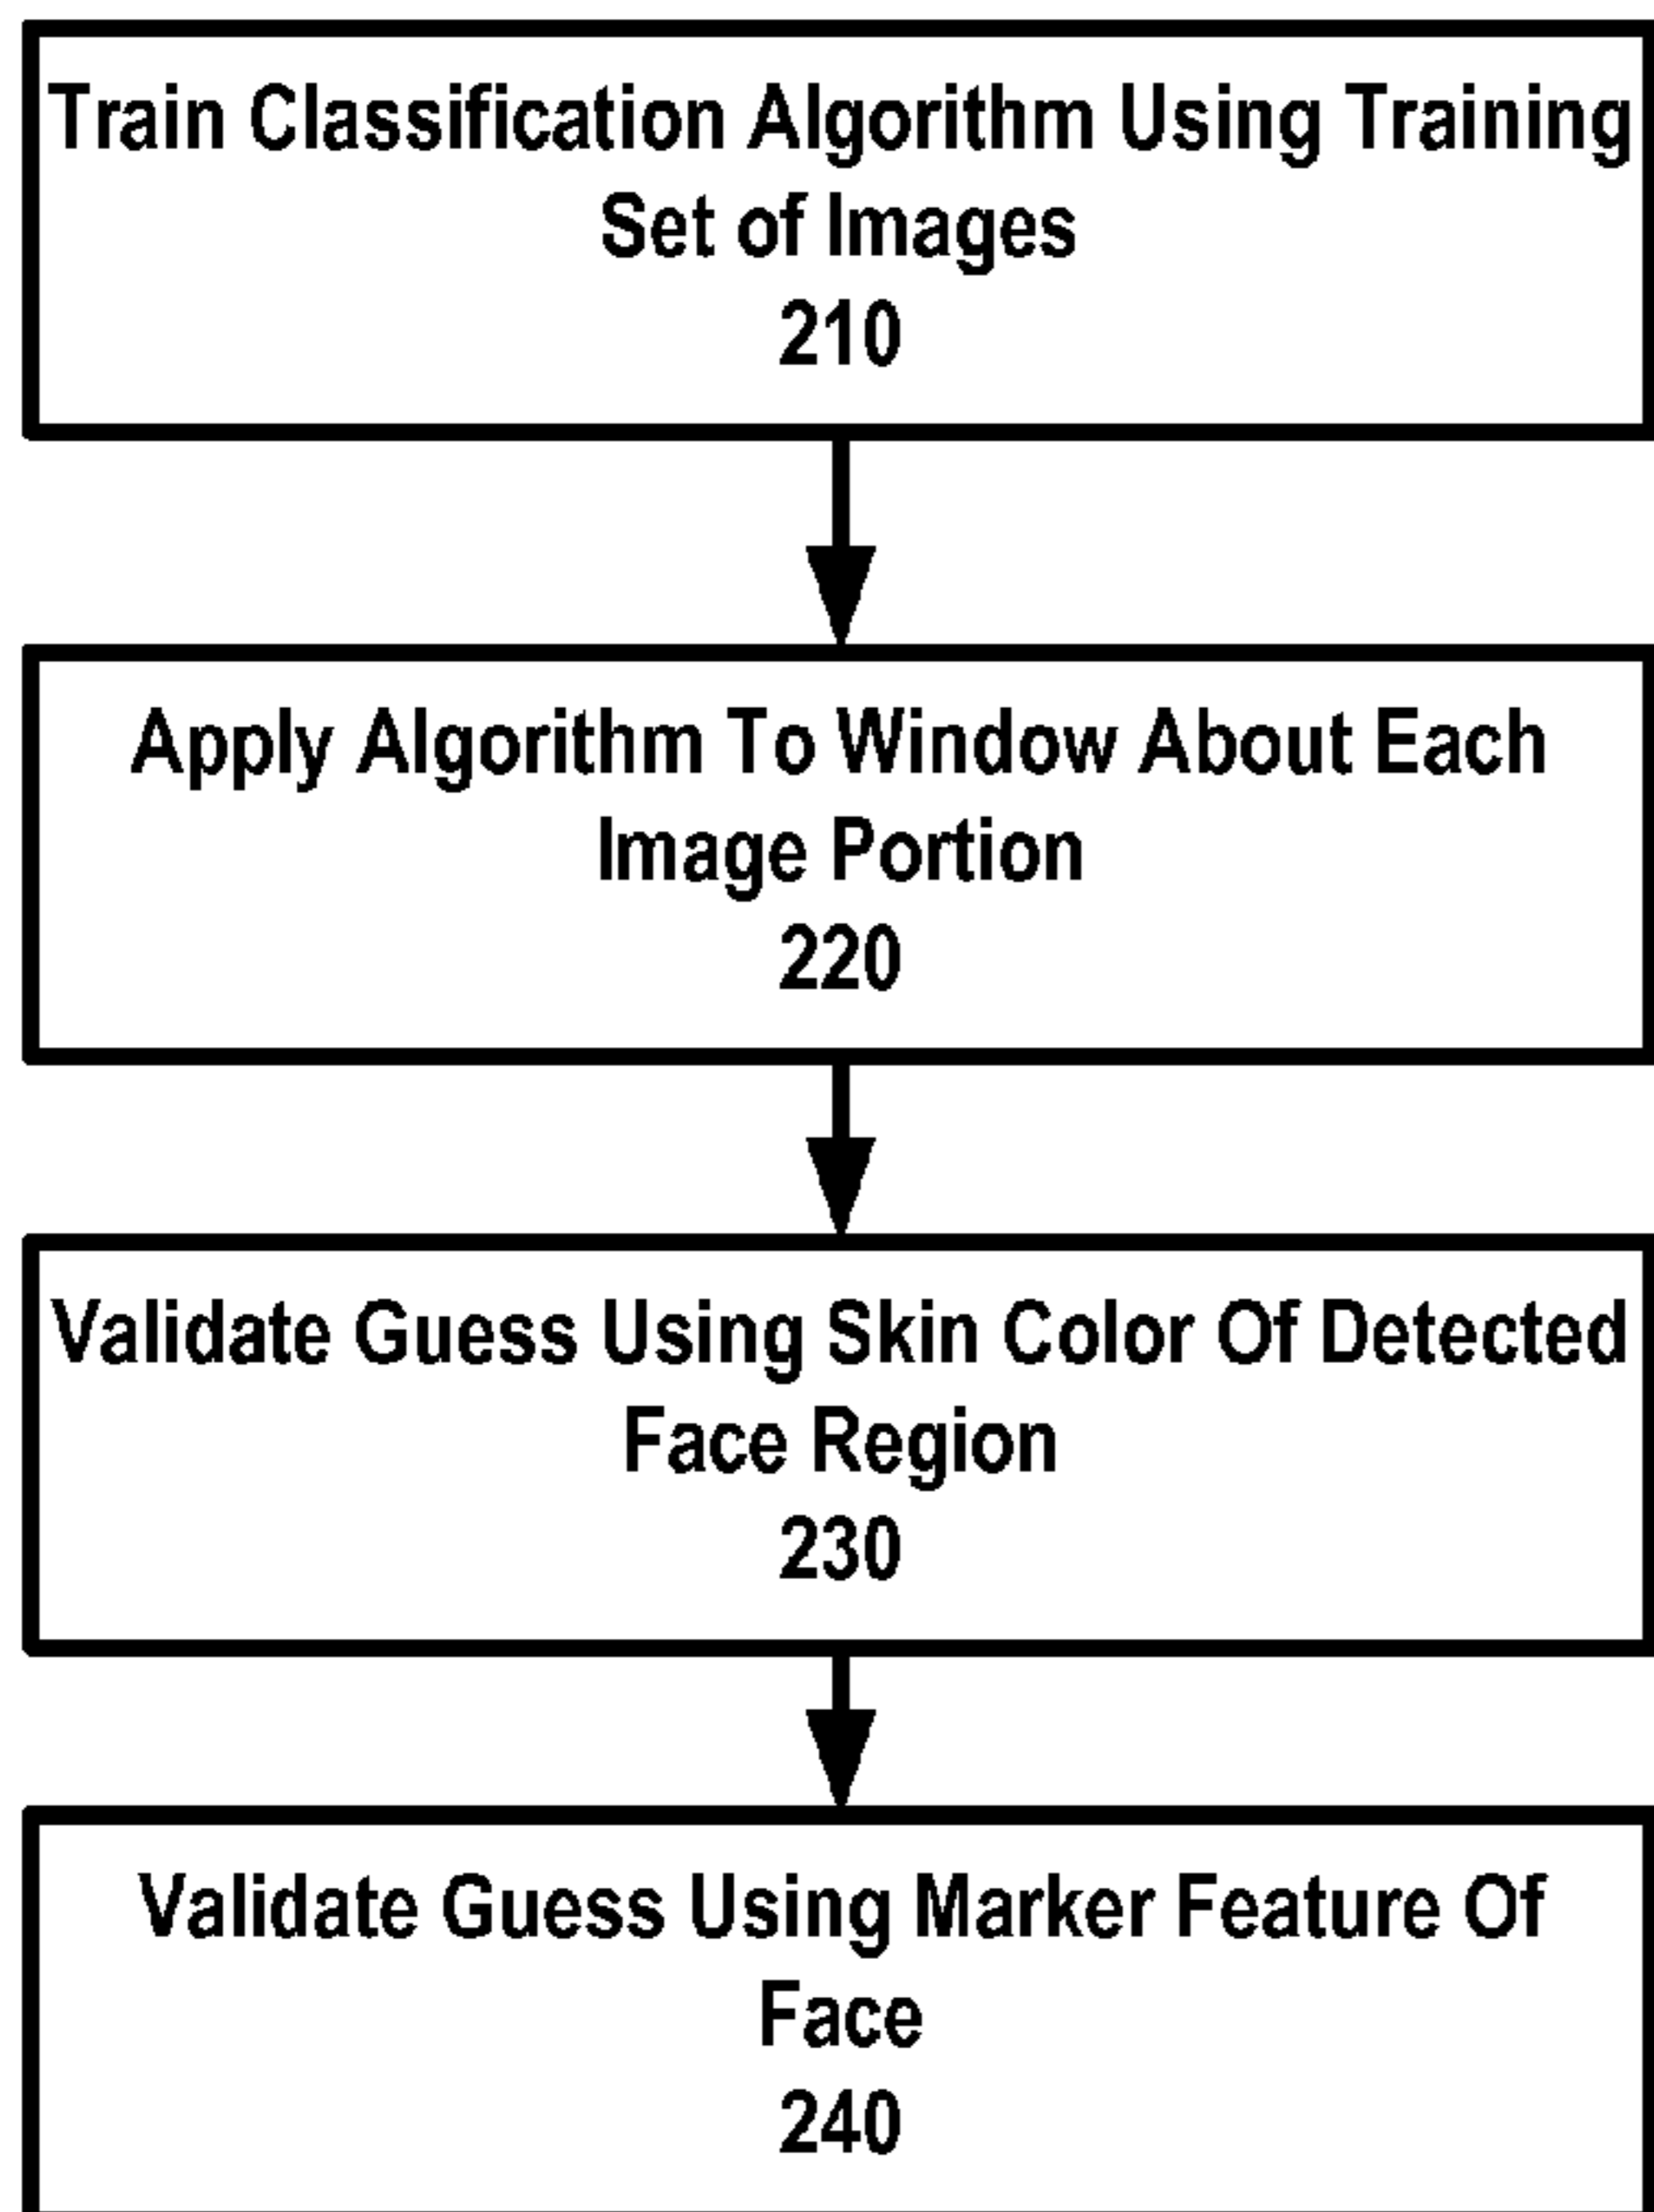 Train Classification Algorithm Using Training
Set of Images
210
Apply Algorithm To Window About Each
Image Portion
220
Validate Guess Using Skin Color Of Detected
Face Region
230
Validate Guess Using Marker Feature Of
Face
240